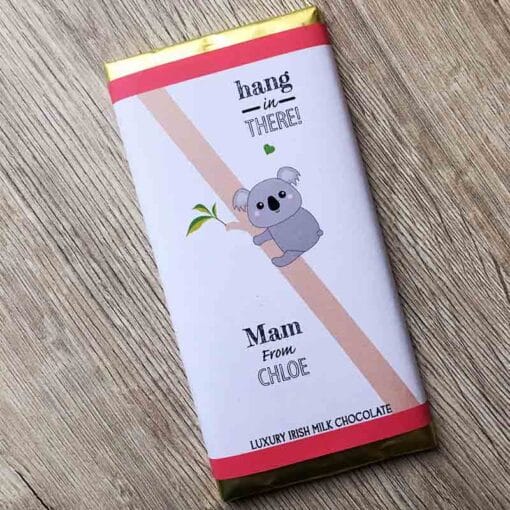 hang
in
THERE!
Mam
From
CHLOE
LUXURY IRISH MILK CHOCOLATE